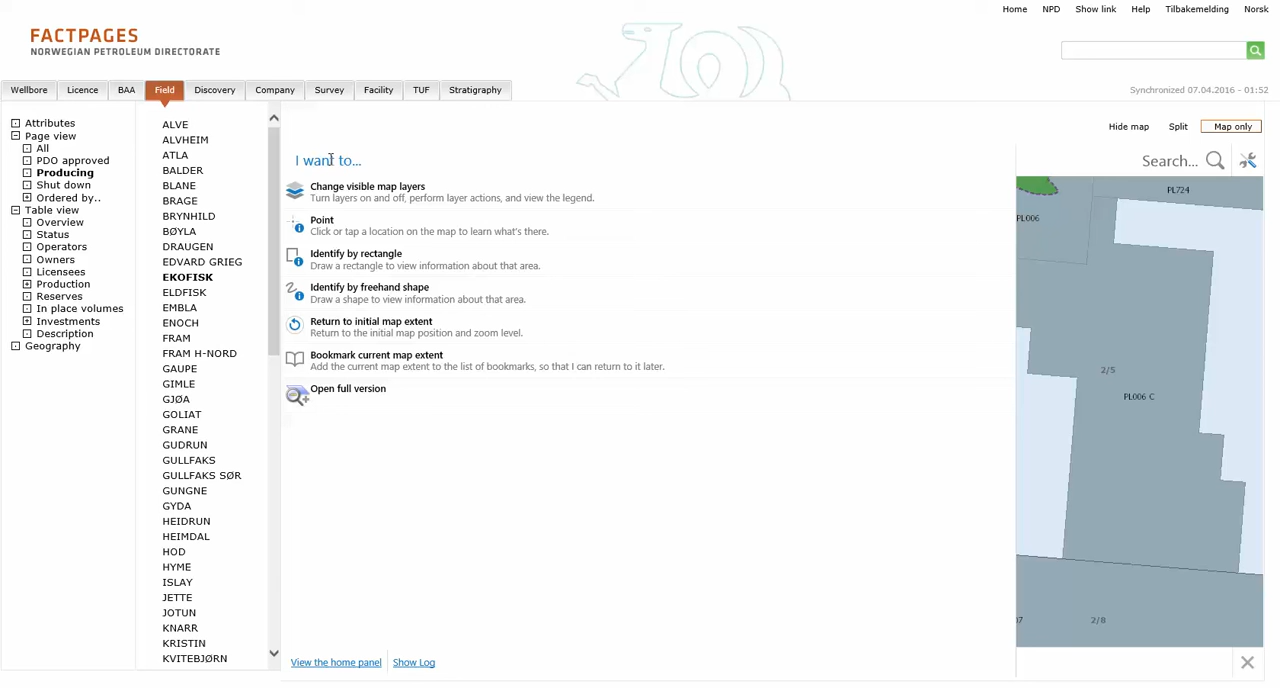 Home NPD Show link Help Tilbakemelding Norsk
FACTPAGES
NORWEGIAN PETROLEUM DIRECTORATE
Wellbore Licence BAA Field Discovery Company Survey Facility TUF Stratigraphy
Synchronized 07.04.2016 - 01:52
Attributes
Page view
All
PDO approved
Producing
Shut down
Ordered by..
Table view
Overview
Status
Operators
Owners
Licensees
Production
Reserves
In place volumes
Investments
Description
Geography
ALVE
ALVHEIM
ATLA
BALDER
BLANE
BRAGE
BRYNHILD
BØYLA
DRAUGEN
EDVARD GRIEG
EKOFISK
ELDFISK
EMBLA
ENOCH
FRAM
FRAM H-NORD
GAUPE
GIMLE
GJØA
GOLIAT
GRANE
GUDRUN
GULLFAKS
GULLFAKS SØR
GUNGNE
GYDA
HEIDRUN
HEIMDAL
HOD
HYME
ISLAY
JETTE
JOTUN
KNARR
KRISTIN
KVITEBJØRN
Hide map Split Map only
I want to...
Change visible map layers
Turn layers on and off, perform layer actions, and view the legend.
Point
Click or tap a location on the map to learn what's there.
Identify by rectangle
Draw a rectangle to view information about that area.
Identify by freehand shape
Draw a shape to view information about that area.
Return to initial map extent
Return to the initial map position and zoom level.
Bookmark current map extent
Add the current map extent to the list of bookmarks, so that I can return to it later.
Open full version
View the home panel Show Log
Search...
PL724
PL006
2/5
PL006 C
2/8